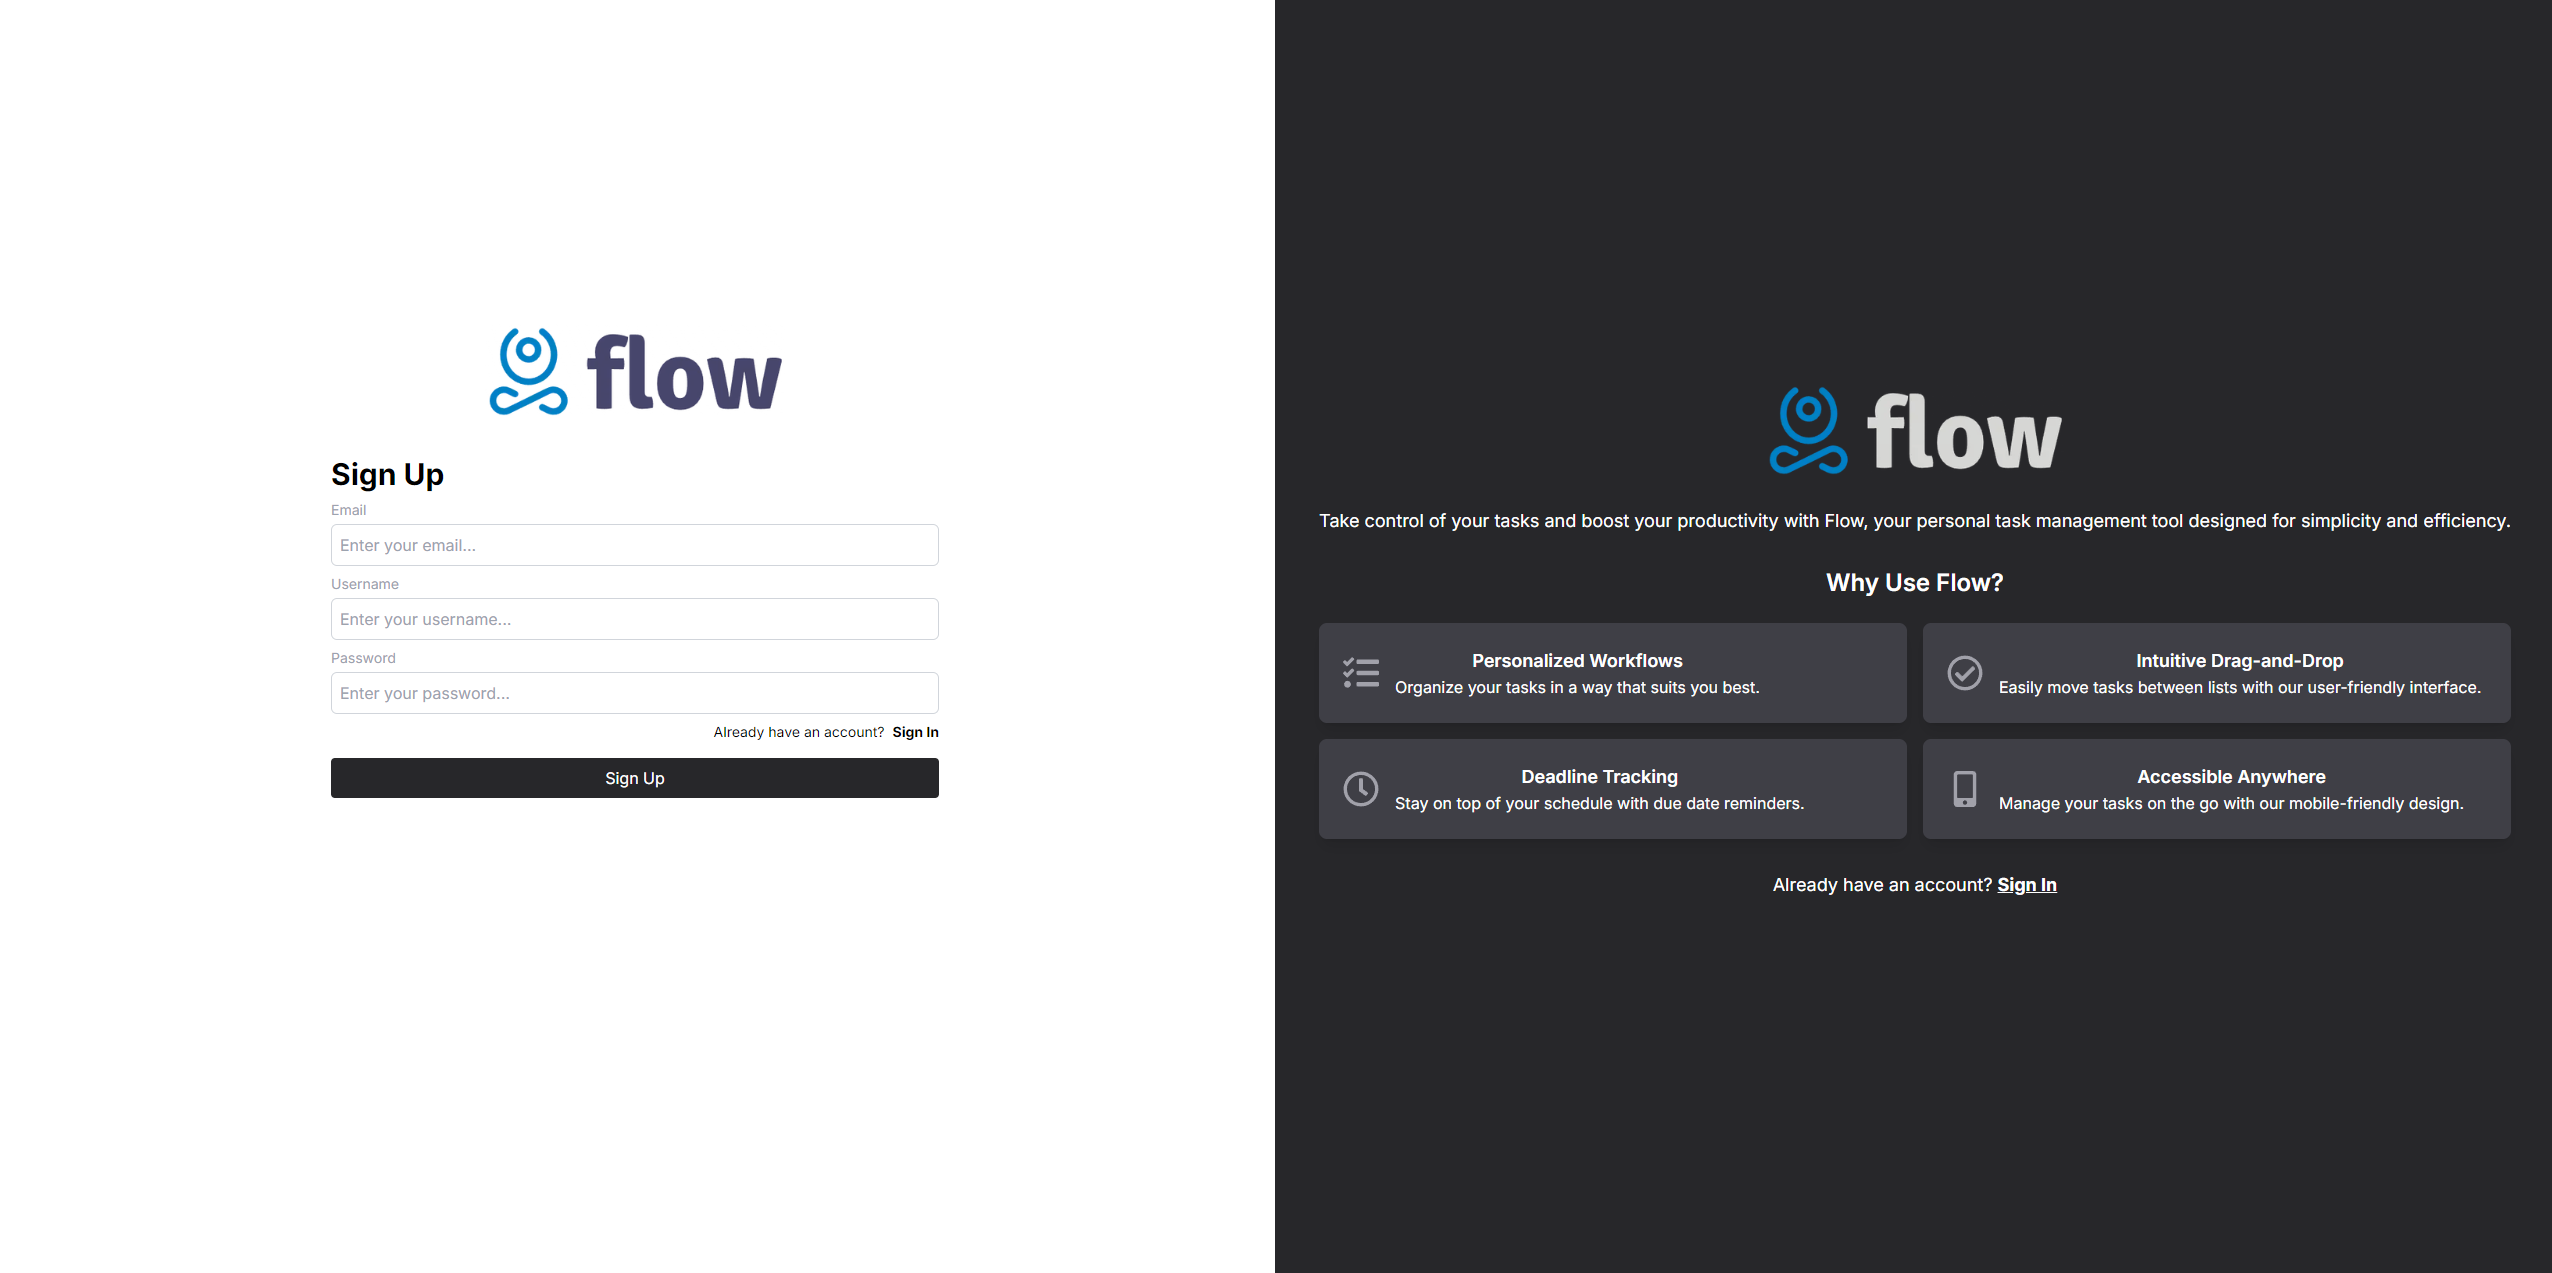 flow
Sign Up
Email
Enter your email...
Username
Enter your username...
Password
Enter your password...
Already have an account? Sign In
Sign Up
flow
Take control of your tasks and boost your productivity with Flow, your personal task management tool designed for simplicity and efficiency.
Why Use Flow?
Personalized Workflows
Organize your tasks in a way that suits you best.
Intuitive Drag-and-Drop
Easily move tasks between lists with our user-friendly interface.
Deadline Tracking
Stay on top of your schedule with due date reminders.
Accessible Anywhere
Manage your tasks on the go with our mobile-friendly design.
Already have an account? Sign In